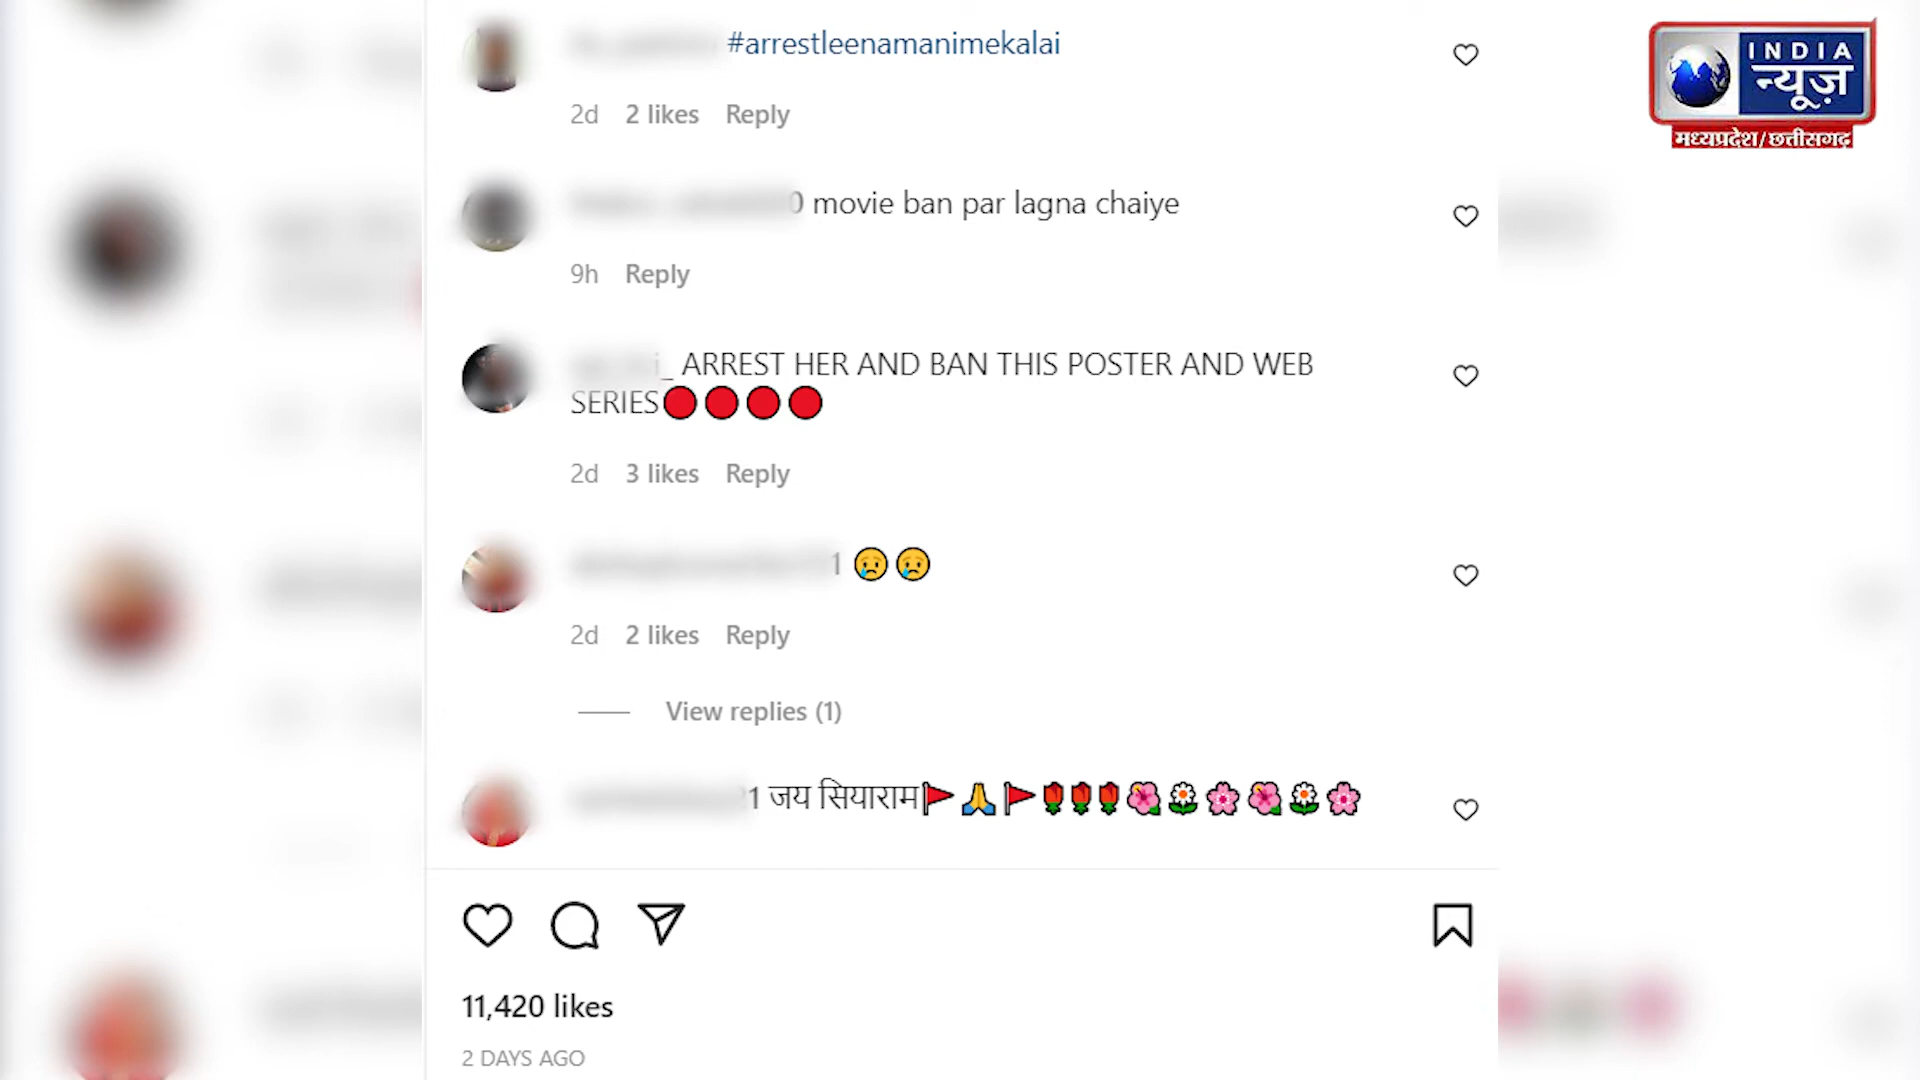 #arrestleenamanimekalai
2d 2 likes Reply
0 movie ban par lagna chaiye
9h Reply
i_ ARREST HER AND BAN THIS POSTER AND WEB
SERIES🔴🔴🔴🔴
2d 3 likes Reply
1 😢😢
2d 2 likes Reply
View replies (1)
1 जय सियाराम🚩🙏🚩🌹🌹🌹🌺🌼🌸🌺🌼🌸
11,420 likes
2 DAYS AGO
INDIA
न्यूज़
मध्यप्रदेश/छत्तीसगढ़